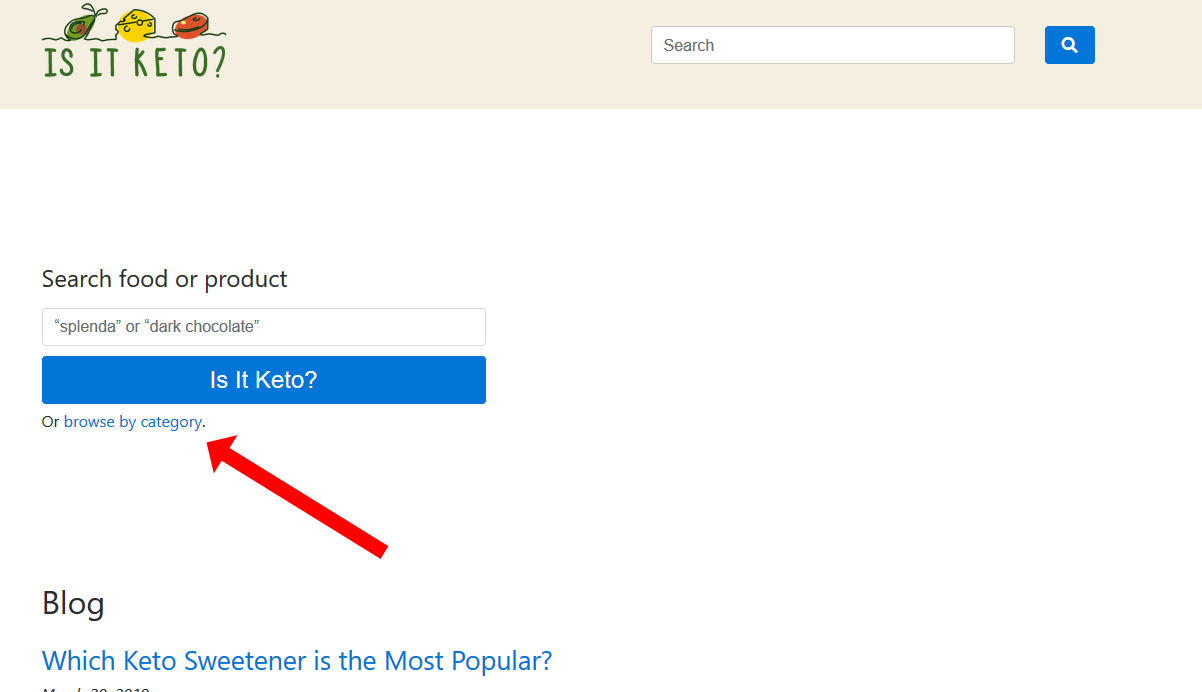 IS IT KETO?
Search
Search food or product
“splenda” or “dark chocolate”
Is It Keto?
Or browse by category.
Blog
Which Keto Sweetener is the Most Popular?